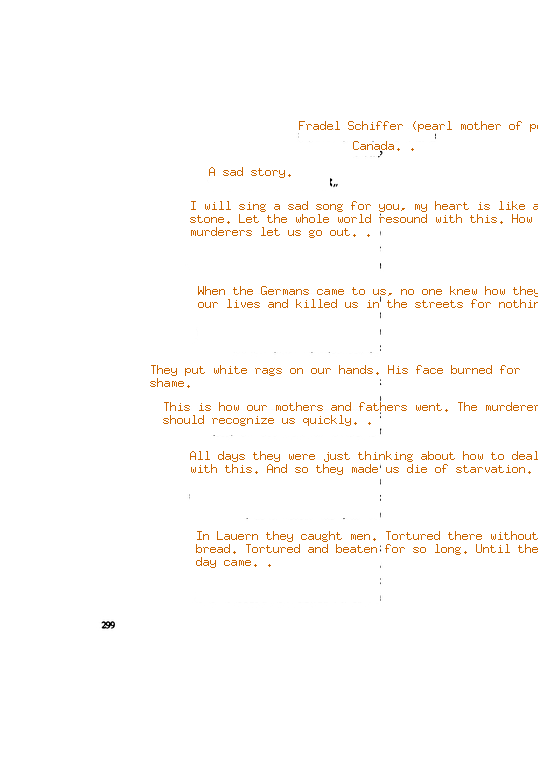 Fradel Schiffer (pearl mother of
Canada. .
A sad story.
I will sing a sad song for you, my heart is like a
stone. Let the whole world resound with this. How
murderers let us go out. .
When the Germans came to us, no one knew how they
our lives and killed us in the streets for
They put white rags on our hands. His face burned for
shame.
This is how our mothers and fathers went. The
should recognize us quickly. .
All days they were just thinking about how to deal
with this. And so they made us die of starvation.
In Lauern they caught men. Tortured there without
bread. Tortured and beaten for so long. Until the
day came. .
299